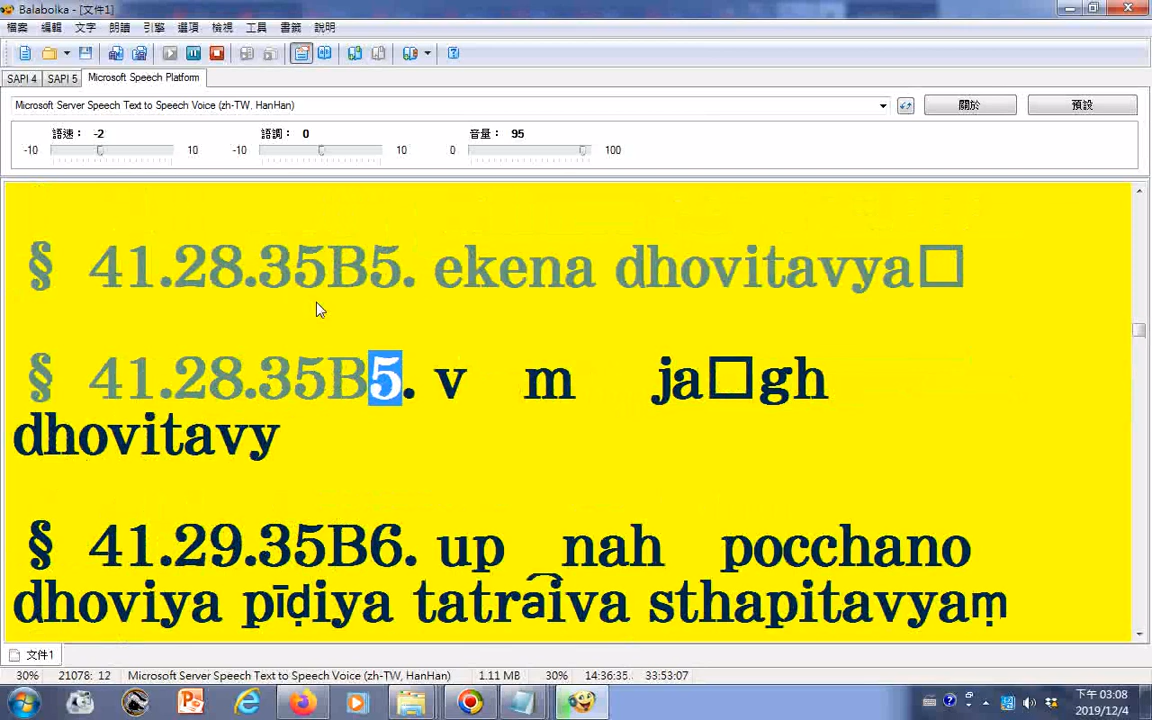 Balabolka - [文件1]
檔案 編輯 文字 朗讀 引擎 選項 檢視 工具 書籤 說明
SAPI 4 SAPI 5 Microsoft Speech Platform
Microsoft Server Speech Text to Speech Voice (zh-TW, HanHan) 關於 預設
語速： -2 語調： 0 音量： 95
-10 10 -10 10 0 100
§ 41.28.35B5. ekena dhovitavya□
§ 41.28.35B5. v m ja□gh
dhovitavy
§ 41.29.35B6. up nah pocchano
dhoviya pīḍiya tatra͡iva sthapitavyaṃ
文件1
30% 21078: 12 Microsoft Server Speech Text to Speech Voice (zh-TW, HanHan) 1.11 MB 30% 14:36:35. 33:53:07
下午 03:08
2019/12/4